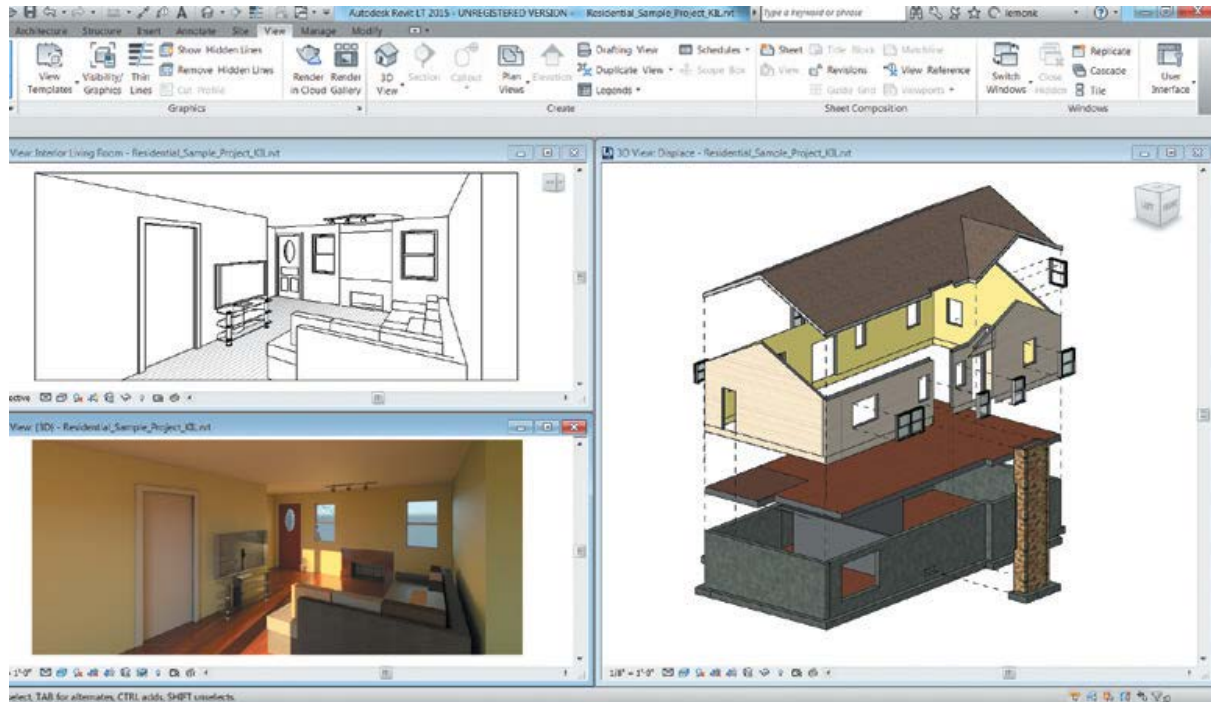 Autodesk Revit LT 2015 - UNREGISTERED VERSION - Residential_Sample_Project_KIL.rvt
Type a keyword or phrase
lemonk
Architecture Structure Insert Annotate Site View Manage Modify
View Templates
Visibility/ Graphics
Thin Lines
Show Hidden Lines
Remove Hidden Lines
Cut Profile
Render in Cloud
Render Gallery
3D View
Section
Callout
Plan Views
Elevation
Drafting View
Duplicate View
Legends
Schedules
Scope Box
Sheet
View
Title Block
Revisions
Guide Grid
Matchline
View Reference
Viewports
Switch Windows
Close Hidden
Replicate
Cascade
Tile
User Interface
Graphics
Create
Sheet Composition
Windows
View: Interior Living Room - Residential_Sample_Project_KIL.rvt
3D View: Displace - Residential_Sample_Project_KIL.rvt
LEFT
ective
View: {3D} - Residential_Sample_Project_KIL.rvt
= 1'-0"
1/8" = 1'-0"
select, TAB for alternates, CTRL adds, SHIFT unselects.